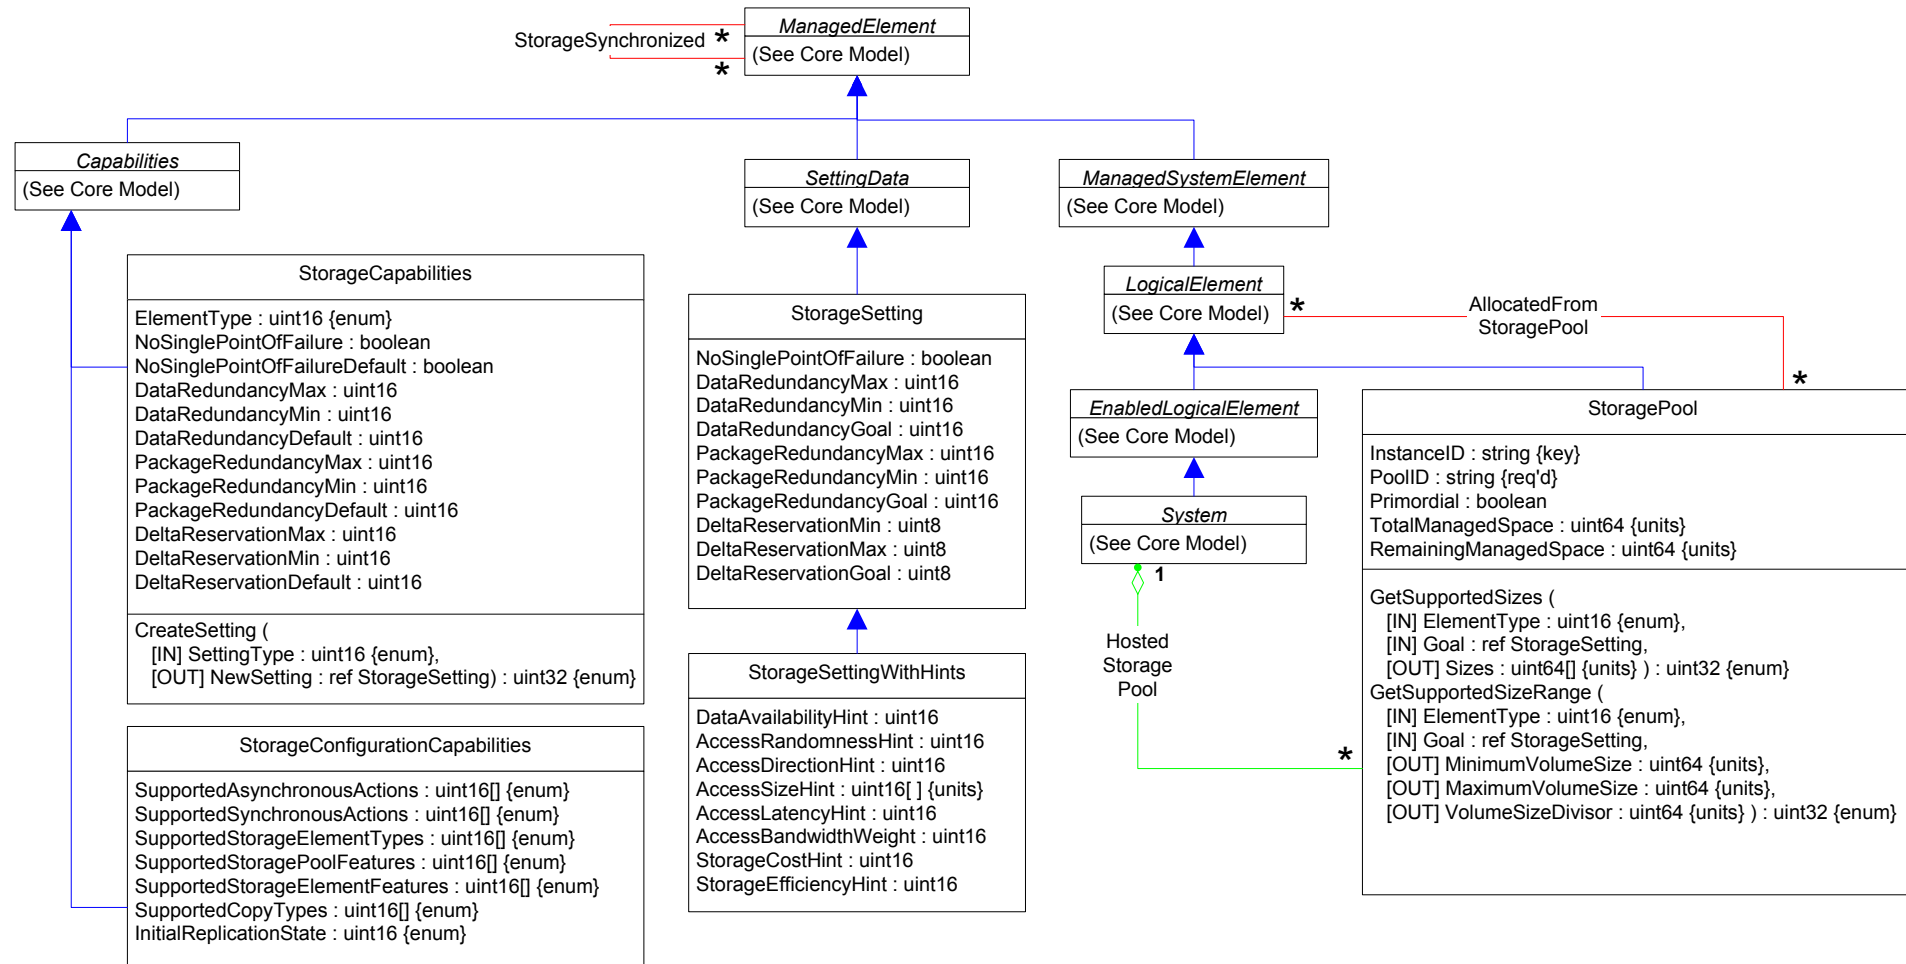 ManagedElement
(See Core Model)
StorageSynchronized *
*
Capabilities
(See Core Model)
SettingData
(See Core Model)
ManagedSystemElement
(See Core Model)
StorageCapabilities
ElementType : uint16 {enum}
NoSinglePointOfFailure : boolean
NoSinglePointOfFailureDefault : boolean
DataRedundancyMax : uint16
DataRedundancyMin : uint16
DataRedundancyDefault : uint16
PackageRedundancyMax : uint16
PackageRedundancyMin : uint16
PackageRedundancyDefault : uint16
DeltaReservationMax : uint16
DeltaReservationMin : uint16
DeltaReservationDefault : uint16
CreateSetting (
[IN] SettingType : uint16 {enum},
[OUT] NewSetting : ref StorageSetting) : uint32 {enum}
StorageConfigurationCapabilities
SupportedAsynchronousActions : uint16[] {enum}
SupportedSynchronousActions : uint16[] {enum}
SupportedStorageElementTypes : uint16[] {enum}
SupportedStoragePoolFeatures : uint16[] {enum}
SupportedStorageElementFeatures : uint16[] {enum}
SupportedCopyTypes : uint16[] {enum}
InitialReplicationState : uint16 {enum}
StorageSetting
NoSinglePointOfFailure : boolean
DataRedundancyMax : uint16
DataRedundancyMin : uint16
DataRedundancyGoal : uint16
PackageRedundancyMax : uint16
PackageRedundancyMin : uint16
PackageRedundancyGoal : uint16
DeltaReservationMin : uint8
DeltaReservationMax : uint8
DeltaReservationGoal : uint8
StorageSettingWithHints
DataAvailabilityHint : uint16
AccessRandomnessHint : uint16
AccessDirectionHint : uint16
AccessSizeHint : uint16[ ] {units}
AccessLatencyHint : uint16
AccessBandwidthWeight : uint16
StorageCostHint : uint16
StorageEfficiencyHint : uint16
LogicalElement
(See Core Model)
*
AllocatedFrom
StoragePool
*
EnabledLogicalElement
(See Core Model)
System
(See Core Model)
1
Hosted
Storage
Pool
*
StoragePool
InstanceID : string {key}
PoolID : string {req'd}
Primordial : boolean
TotalManagedSpace : uint64 {units}
RemainingManagedSpace : uint64 {units}
GetSupportedSizes (
[IN] ElementType : uint16 {enum},
[IN] Goal : ref StorageSetting,
[OUT] Sizes : uint64[] {units} ) : uint32 {enum}
GetSupportedSizeRange (
[IN] ElementType : uint16 {enum},
[IN] Goal : ref StorageSetting,
[OUT] MinimumVolumeSize : uint64 {units},
[OUT] MaximumVolumeSize : uint64 {units},
[OUT] VolumeSizeDivisor : uint64 {units} ) : uint32 {enum}